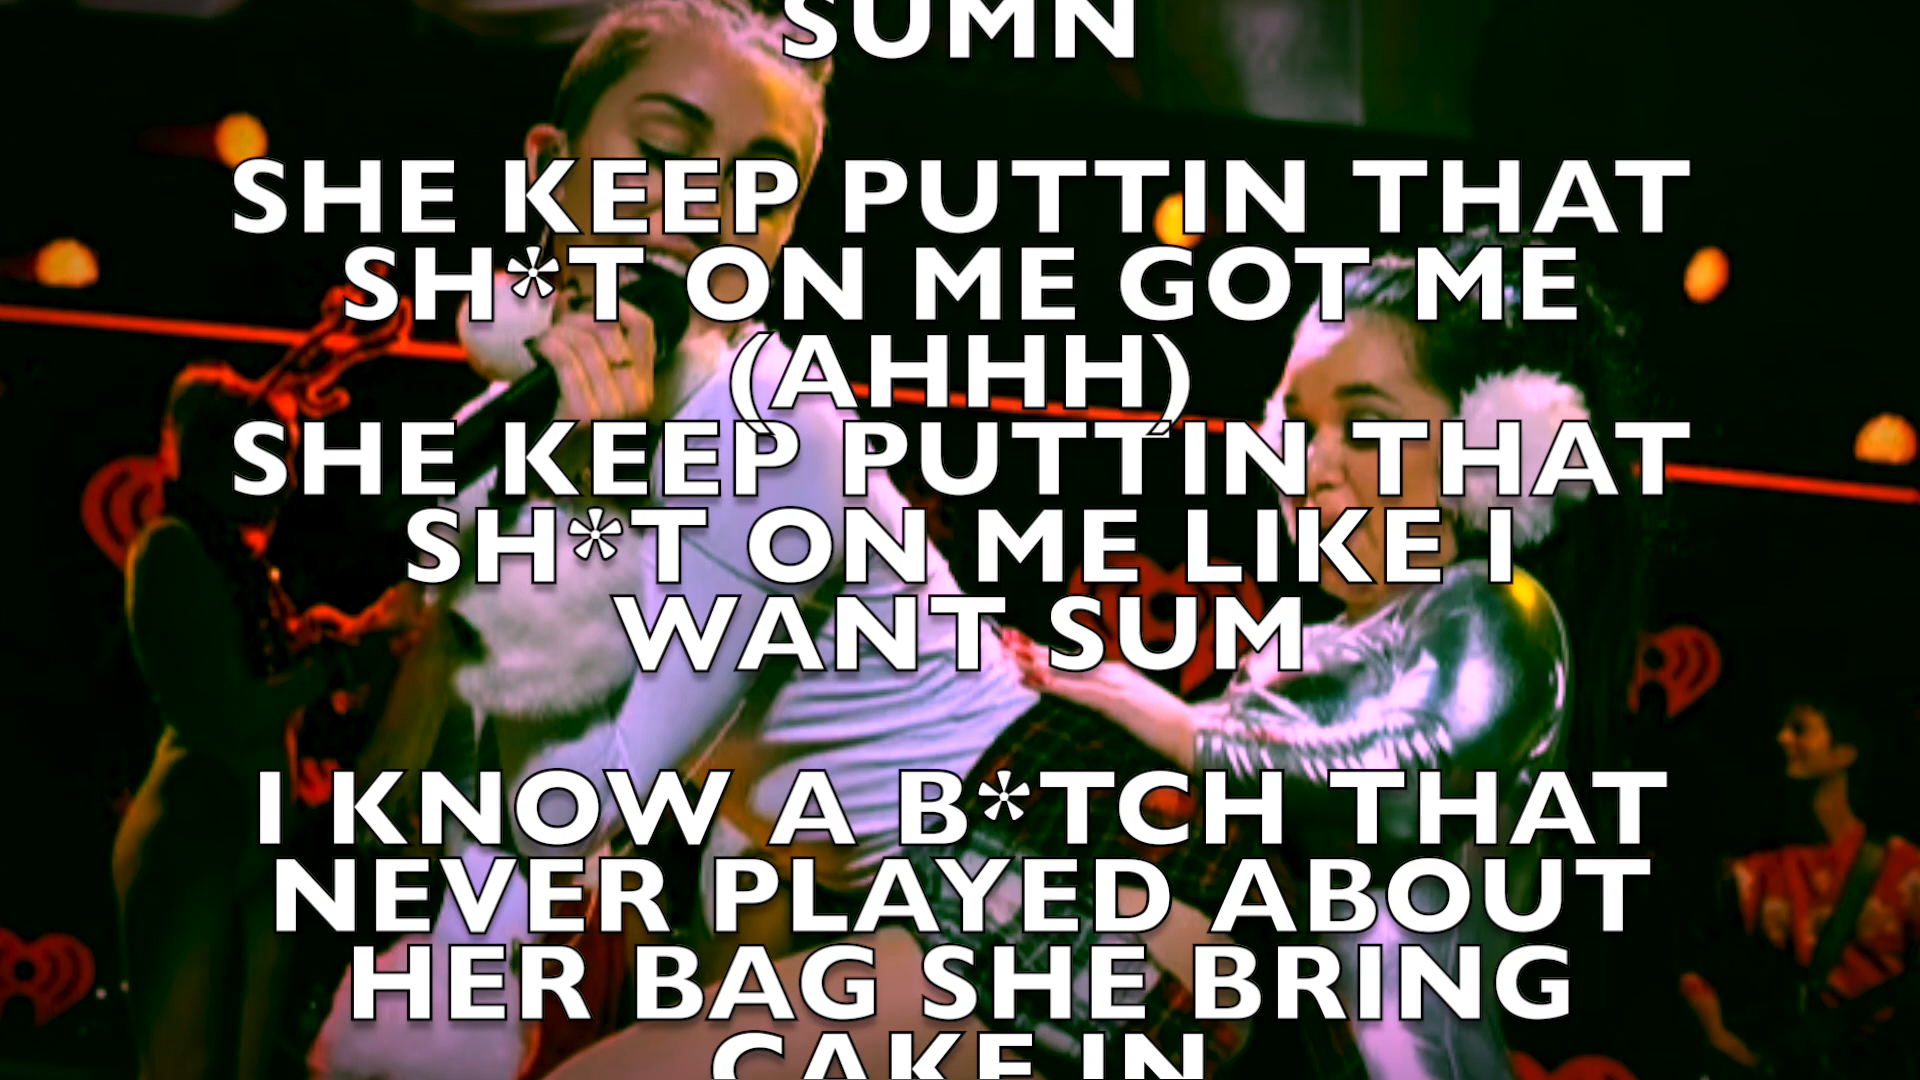 SUMN
SHE KEEP PUTTIN THAT
SH*T ON ME GOT ME
(AHHH)
SHE KEEP PUTTIN THAT
SH*T ON ME LIKE I
WANT SUM
I KNOW A B*TCH THAT
NEVER PLAYED ABOUT
HER BAG SHE BRING
CAKE IN